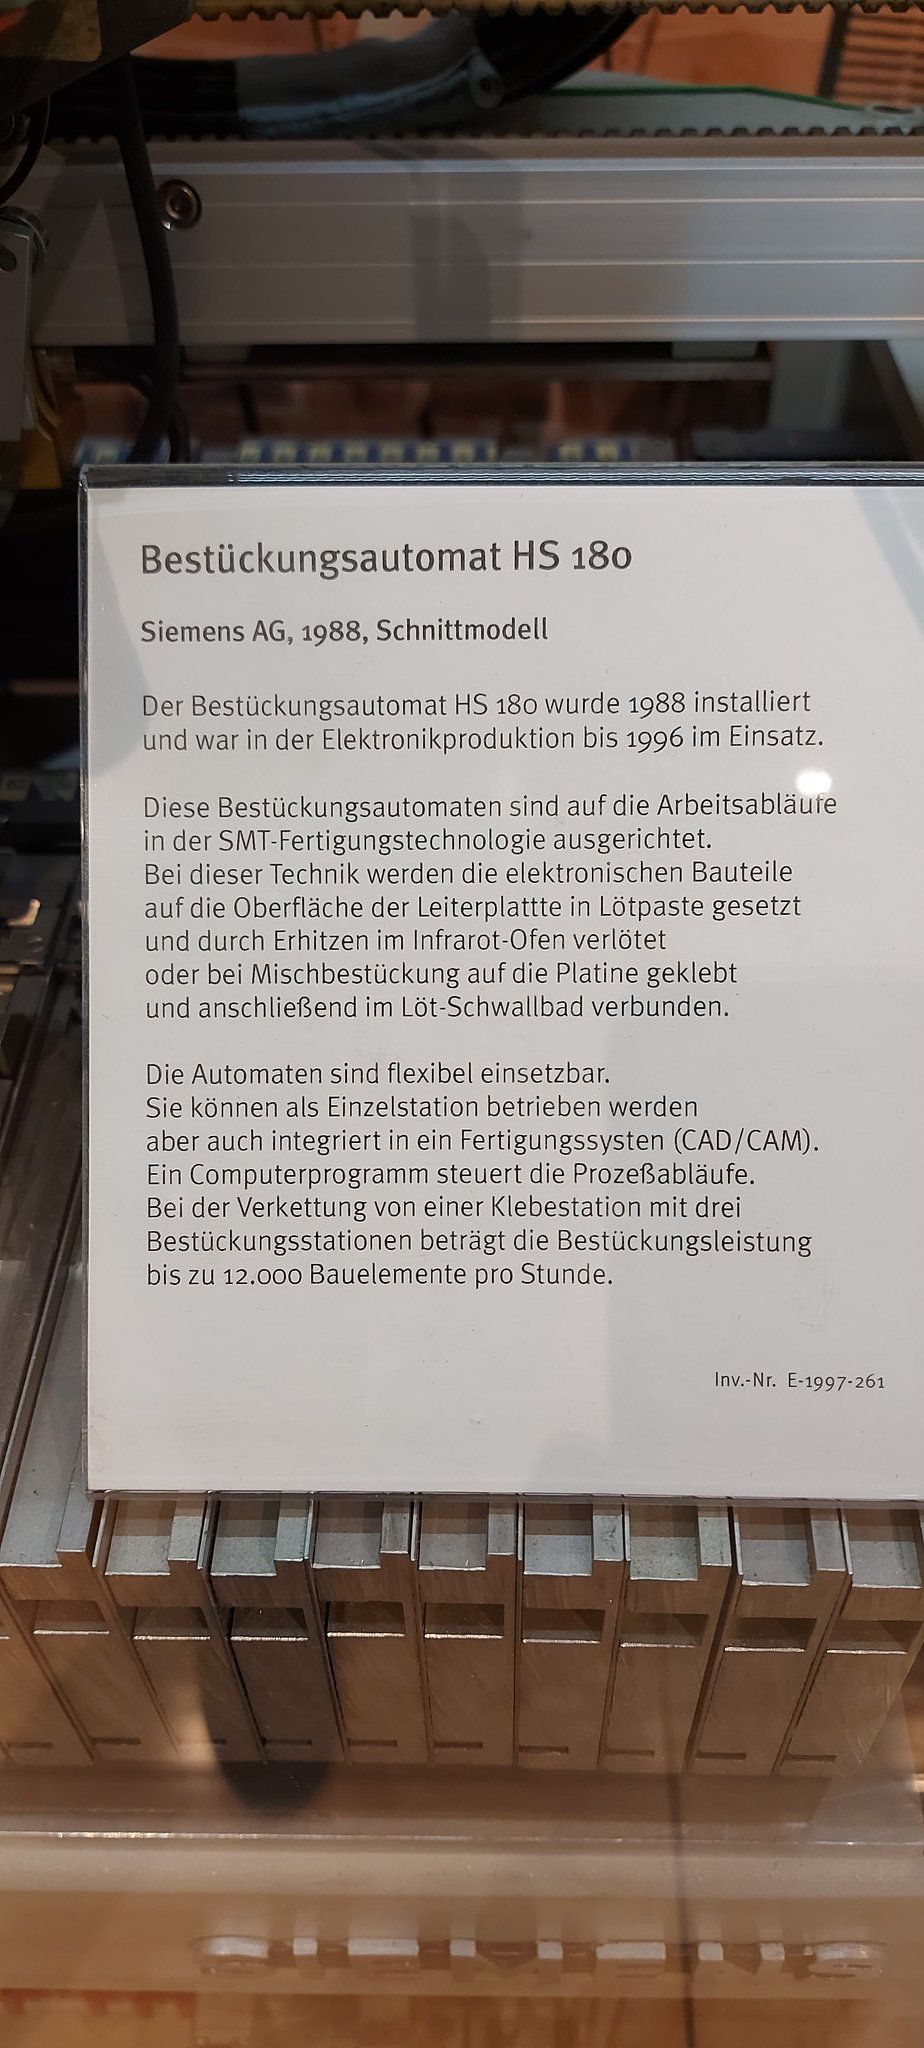 Bestückungsautomat HS 180
Siemens AG, 1988, Schnittmodell
Der Bestückungsautomat HS 180 wurde 1988 installiert
und war in der Elektronikproduktion bis 1996 im Einsatz.
Diese Bestückungsautomaten sind auf die Arbeitsabläufe
in der SMT-Fertigungstechnologie ausgerichtet.
Bei dieser Technik werden die elektronischen Bauteile
auf die Oberfläche der Leiterplattte in Lötpaste gesetzt
und durch Erhitzen im Infrarot-Ofen verlötet
oder bei Mischbestückung auf die Platine geklebt
und anschließend im Löt-Schwallbad verbunden.
Die Automaten sind flexibel einsetzbar.
Sie können als Einzelstation betrieben werden
aber auch integriert in ein Fertigungssysten (CAD/CAM).
Ein Computerprogramm steuert die Prozeßabläufe.
Bei der Verkettung von einer Klebestation mit drei
Bestückungsstationen beträgt die Bestückungsleistung
bis zu 12.000 Bauelemente pro Stunde.
Inv.-Nr. E-1997-261